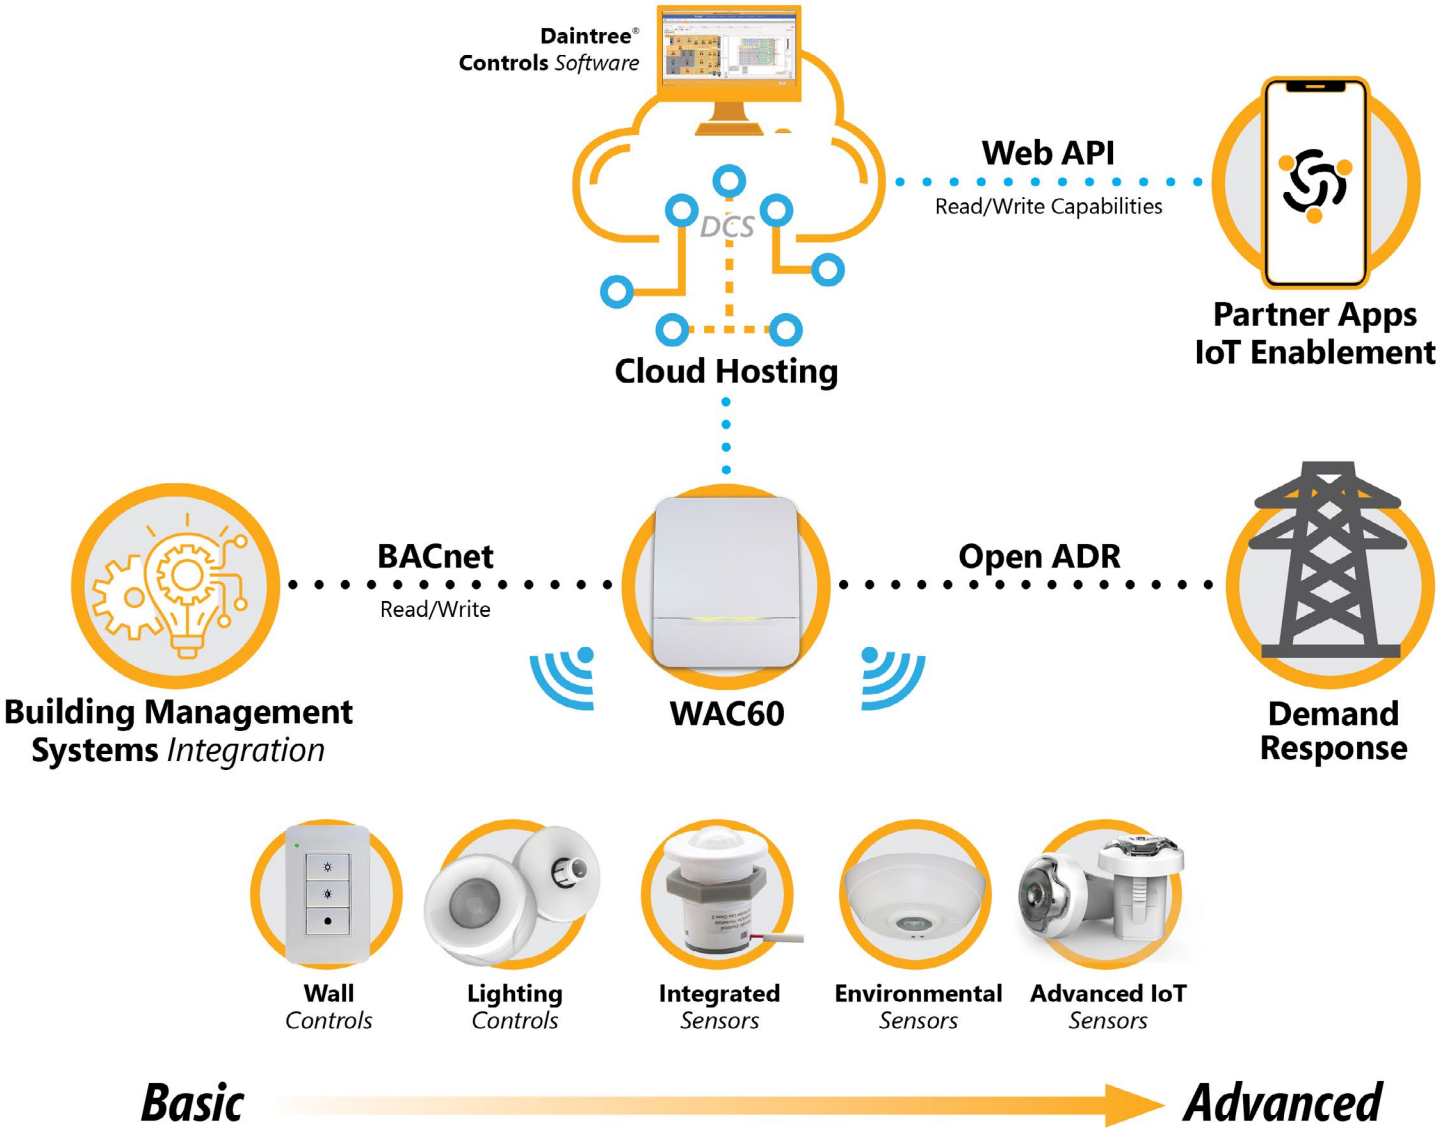 Daintree®
Controls Software
DCS
Cloud Hosting
Web API
Read/Write Capabilities
Partner Apps
IoT Enablement
BACnet
Read/Write
Open ADR
Building Management
Systems Integration
WAC60
Demand
Response
Wall
Controls
Lighting
Controls
Integrated
Sensors
Environmental
Sensors
Advanced IoT
Sensors
Basic
Advanced